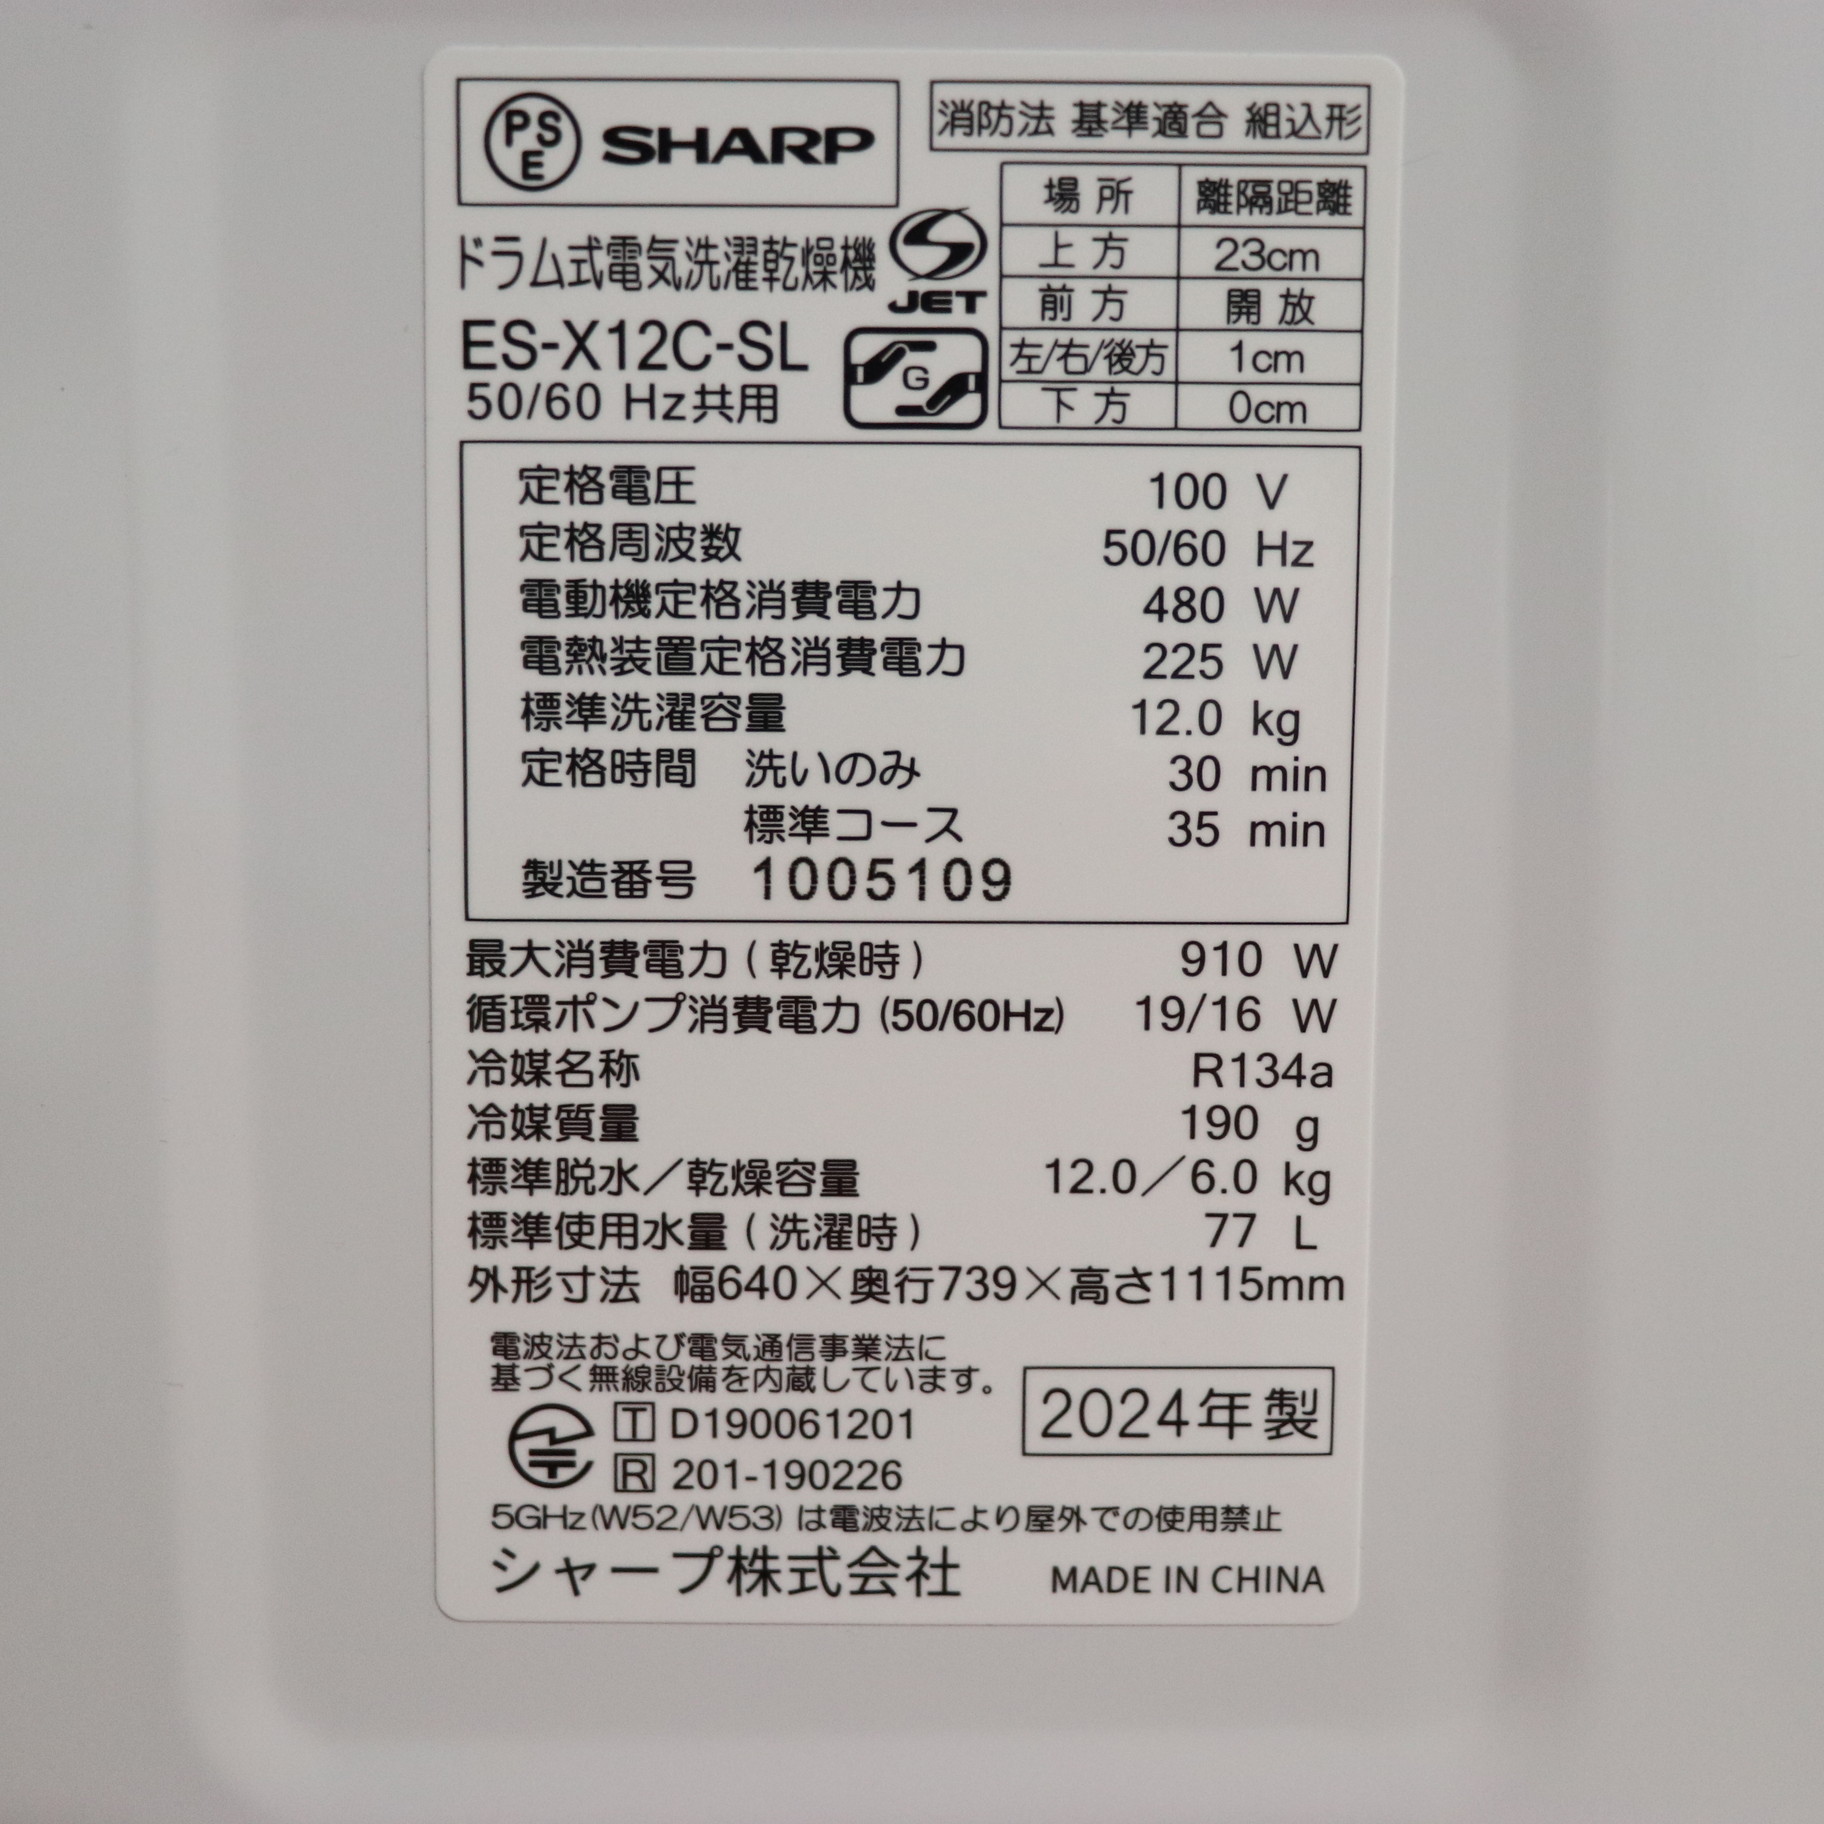 PSE SHARP
消防法 基準適合 組込形
場所 離隔距離
上方 23cm
前方 開放
左/右/後方 1cm
下方 0cm
ドラム式電気洗濯乾燥機
JET
ES-X12C-SL
G
50/60 Hz共用
定格電圧 100 V
定格周波数 50/60 Hz
電動機定格消費電力 480 W
電熱装置定格消費電力 225 W
標準洗濯容量 12.0 kg
定格時間 洗いのみ 30 min
標準コース 35 min
製造番号 1005109
最大消費電力(乾燥時) 910 W
循環ポンプ消費電力(50/60Hz) 19/16 W
冷媒名称 R134a
冷媒質量 190 g
標準脱水／乾燥容量 12.0／6.0 kg
標準使用水量(洗濯時) 77 L
外形寸法 幅640×奥行739×高さ1115mm
電波法および電気通信事業法に
基づく無線設備を内蔵しています。
T D190061201
R 201-190226
2024年製
5GHz(W52/W53)は電波法により屋外での使用禁止
シャープ株式会社 MADE IN CHINA